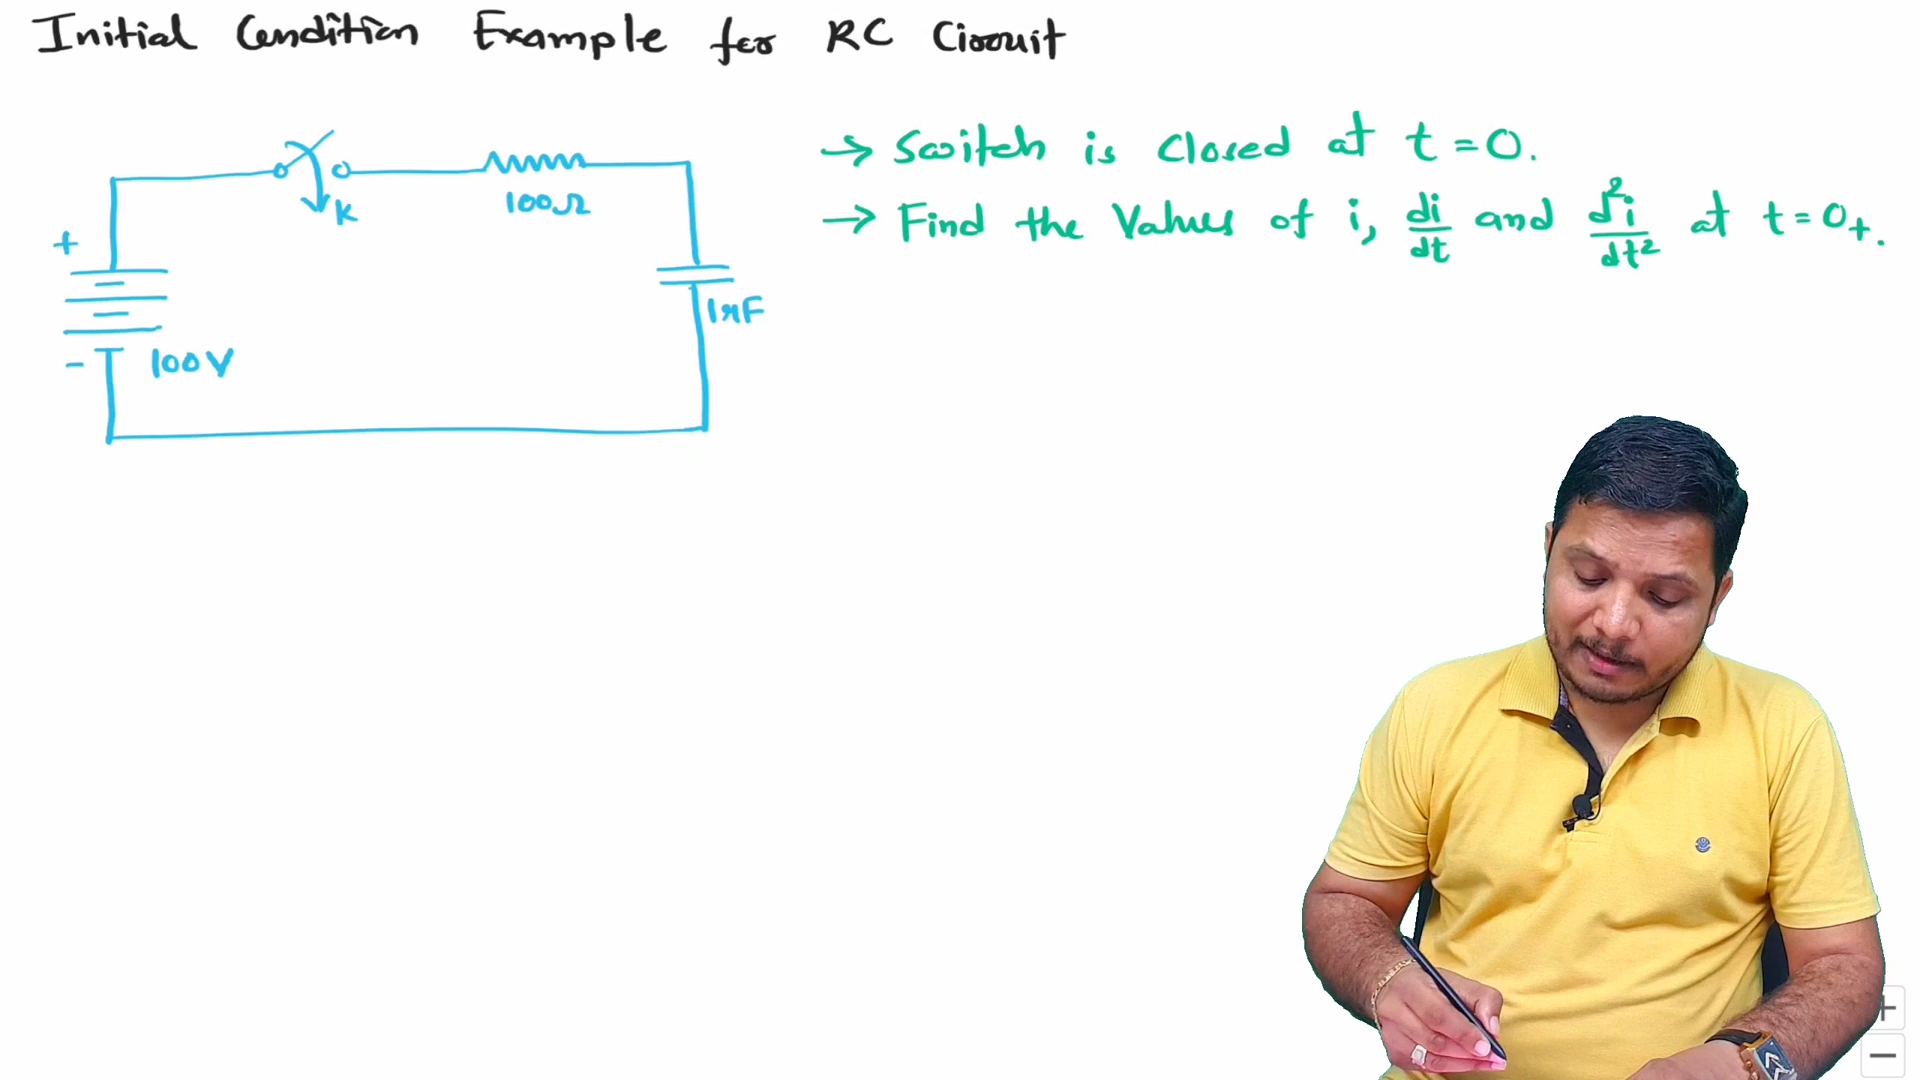 Initial Condition Example for RC Circuit
→ Switch is closed at t=0.
→ Find the Values of i, di/dt and d²i/dt² at t=0+.
K
100Ω
+
1nF
- 100V